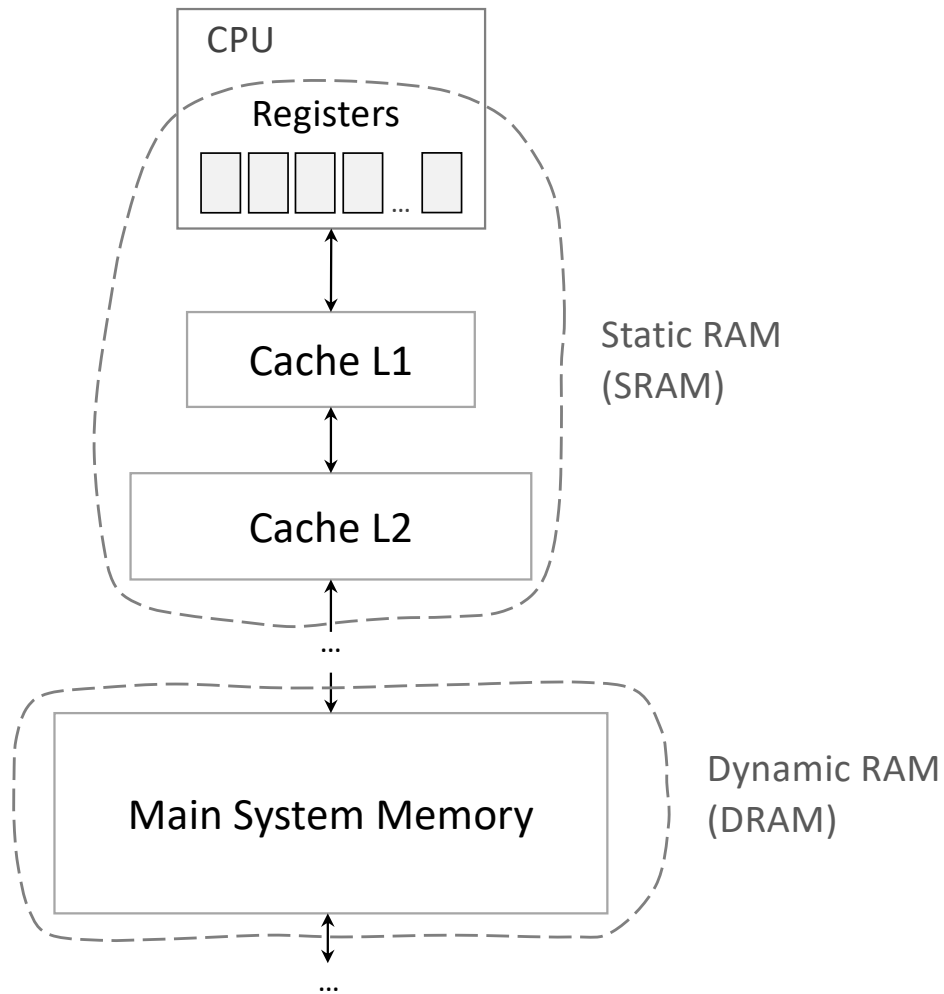 CPU
Registers
...
Cache L1
Static RAM
(SRAM)
Cache L2
...
Main System Memory
Dynamic RAM
(DRAM)
...